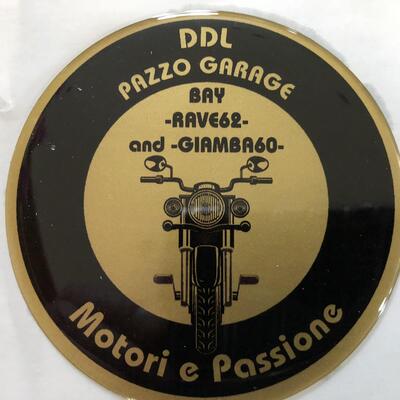 DDL
PAZZO GARAGE
BAY
-RAVE62-
and -GIAMBA60-
Motori e Passione